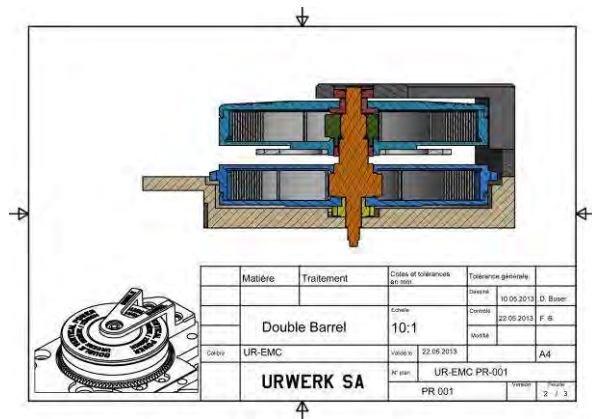 Matière Traitement Cotes et tolérances en mm Tolérance générale
Dessiné 10.05.2013 D. Buser
Double Barrel Echelle 10:1 Contrôlé 22.05.2013 F. B.
Modifié
Calibre UR-EMC Validé le 22.05.2013 A4
URWERK SA N° plan UR-EMC PR-001
PR 001 Version Feuille
2 / 3